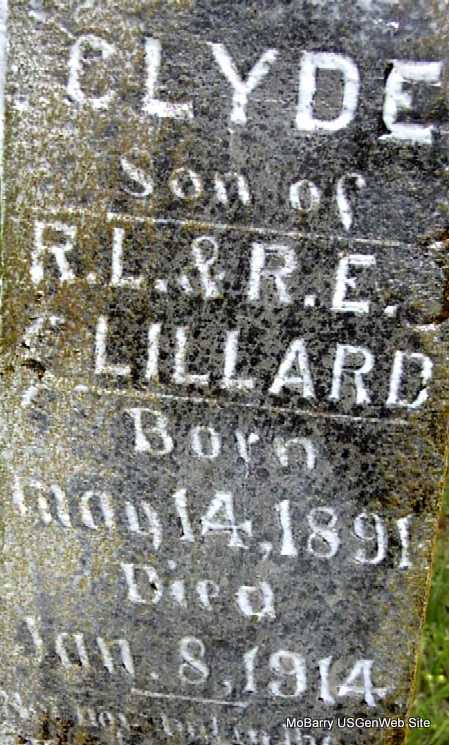 CLYDE
Son of
R.L. & R.E.
LILLARD
Born
May 14, 1891
Died
Jan. 8, 1914
MoBarry USGenWeb Site